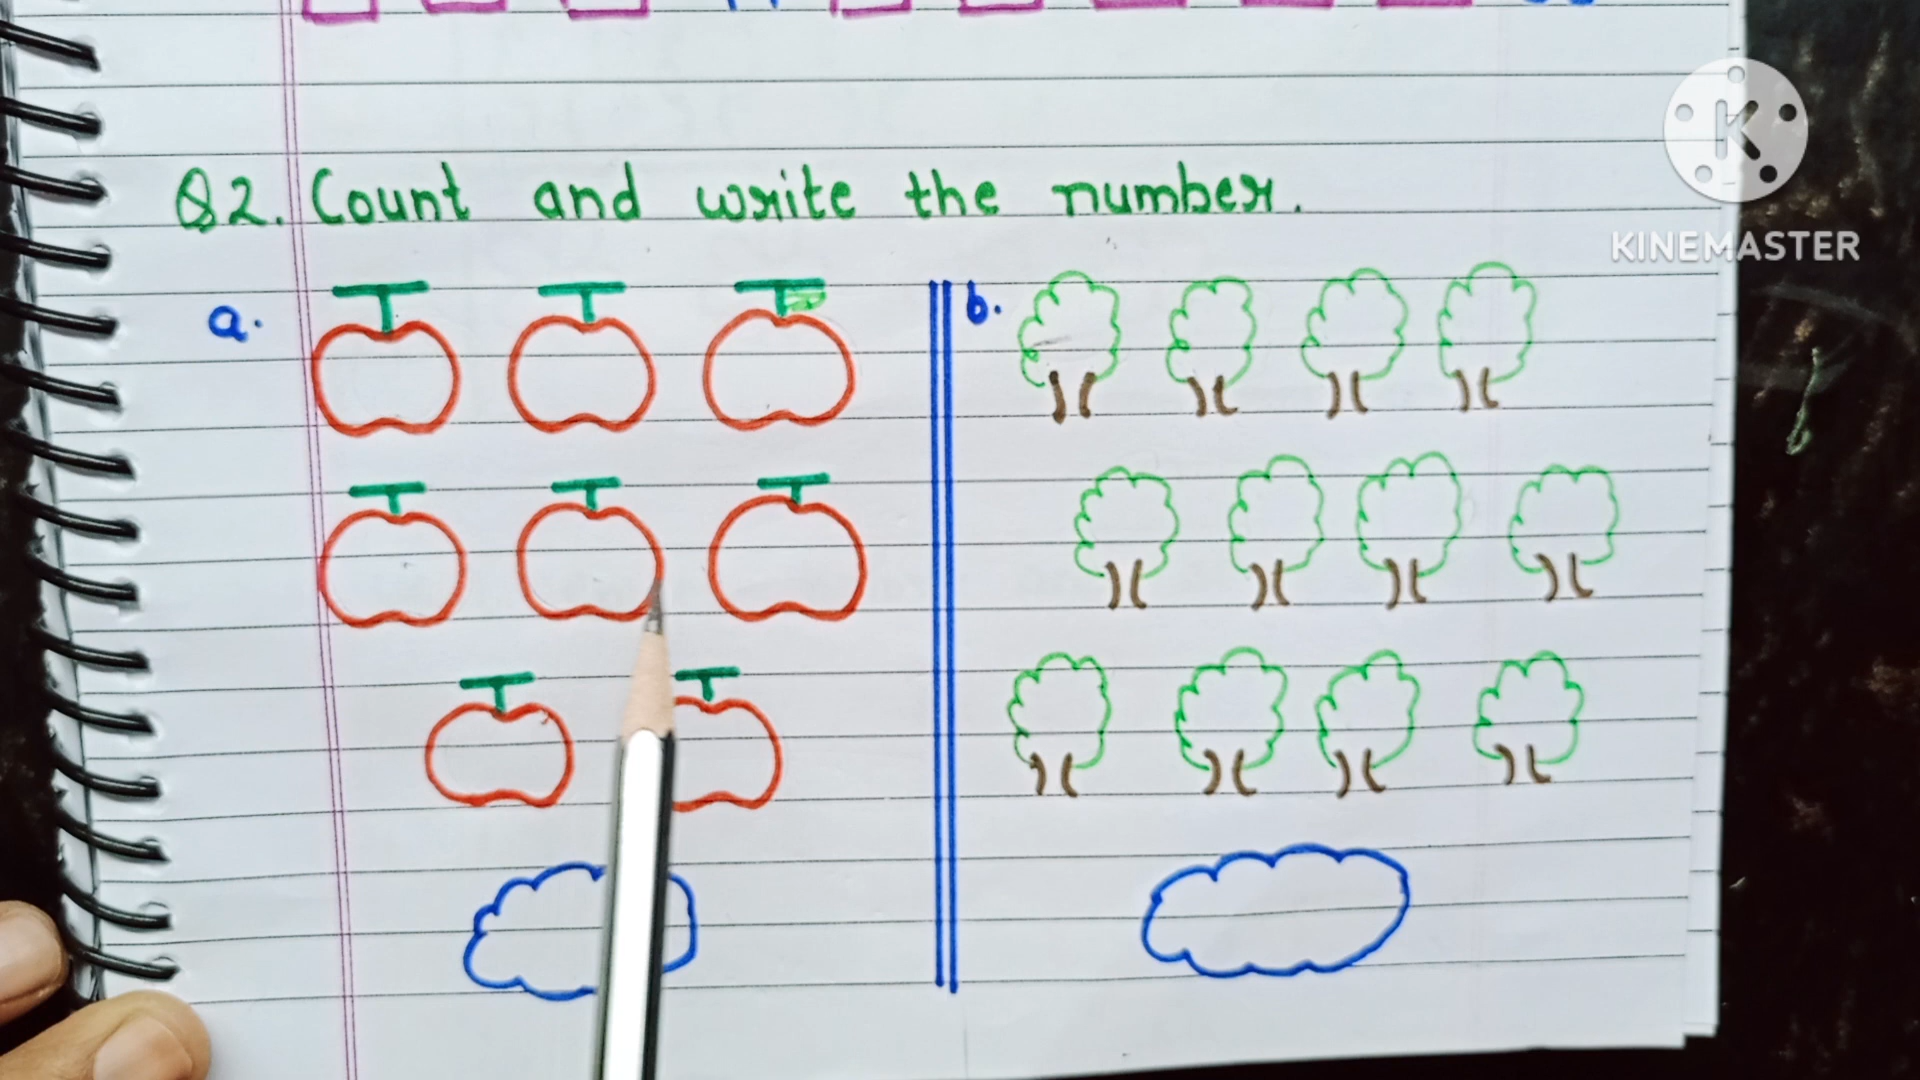 Q2. Count and write the number.
a.
b.
K
KINEMASTER